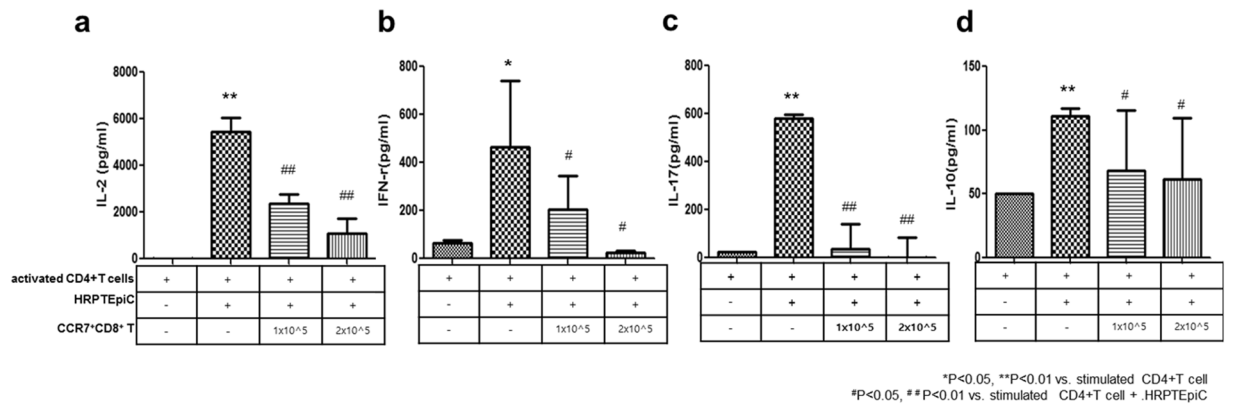 a
b
c
d
8000
6000
4000
2000
0
IL-2 (pg/ml)
**
##
##
800
600
400
200
0
IFN-r(pg/ml)
*
#
#
800
600
400
200
0
IL-17(pg/ml)
**
##
##
150
100
50
0
IL-10(pg/ml)
**
#
#
activated CD4+T cells + + + + + + + + + + + + + + + +
HRPTEpiC - + + + - + + + - + + + - + + +
CCR7+CD8+ T - - 1x10^5 2x10^5 - - 1x10^5 2x10^5 - - 1x10^5 2x10^5 - - 1x10^5 2x10^5
*P<0.05, **P<0.01 vs. stimulated CD4+T cell
#P<0.05, ##P<0.01 vs. stimulated CD4+T cell + .HRPTEpiC